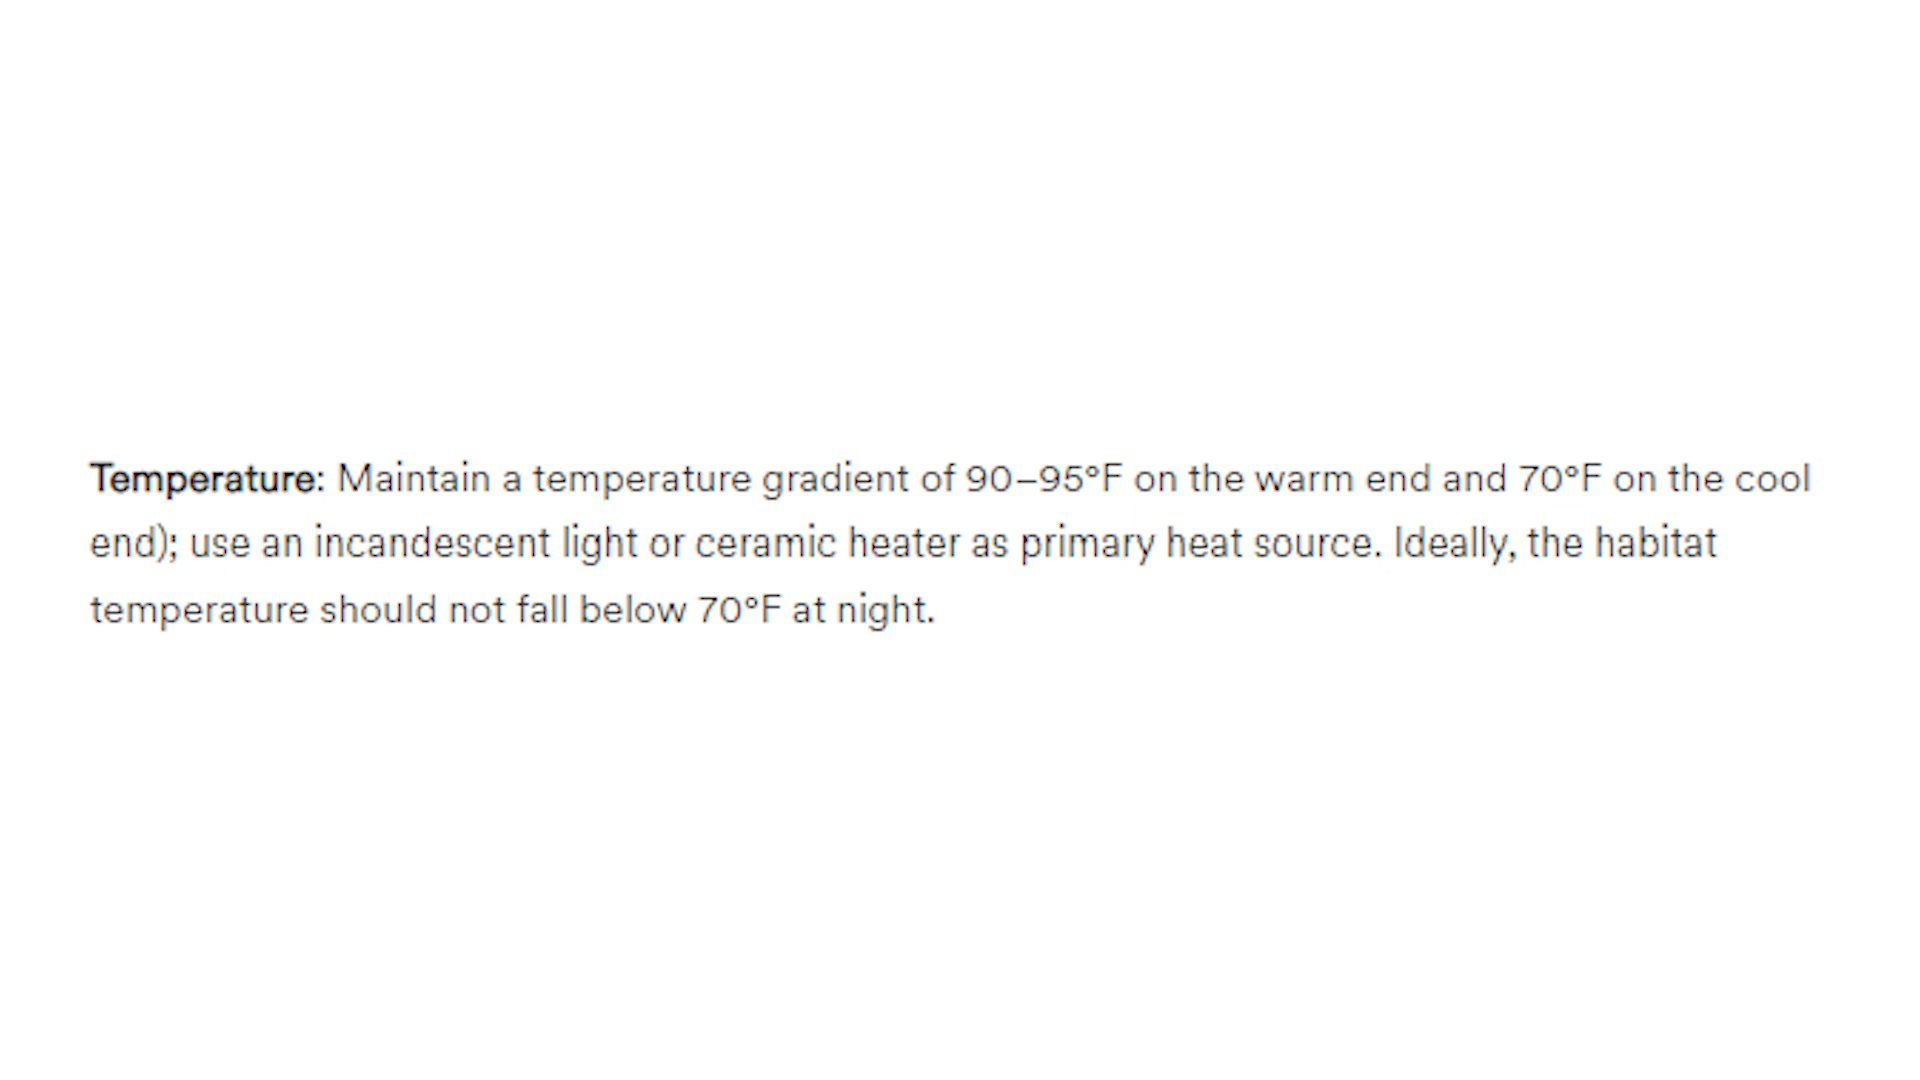 Temperature: Maintain a temperature gradient of 90–95°F on the warm end and 70°F on the cool
end); use an incandescent light or ceramic heater as primary heat source. Ideally, the habitat
temperature should not fall below 70°F at night.